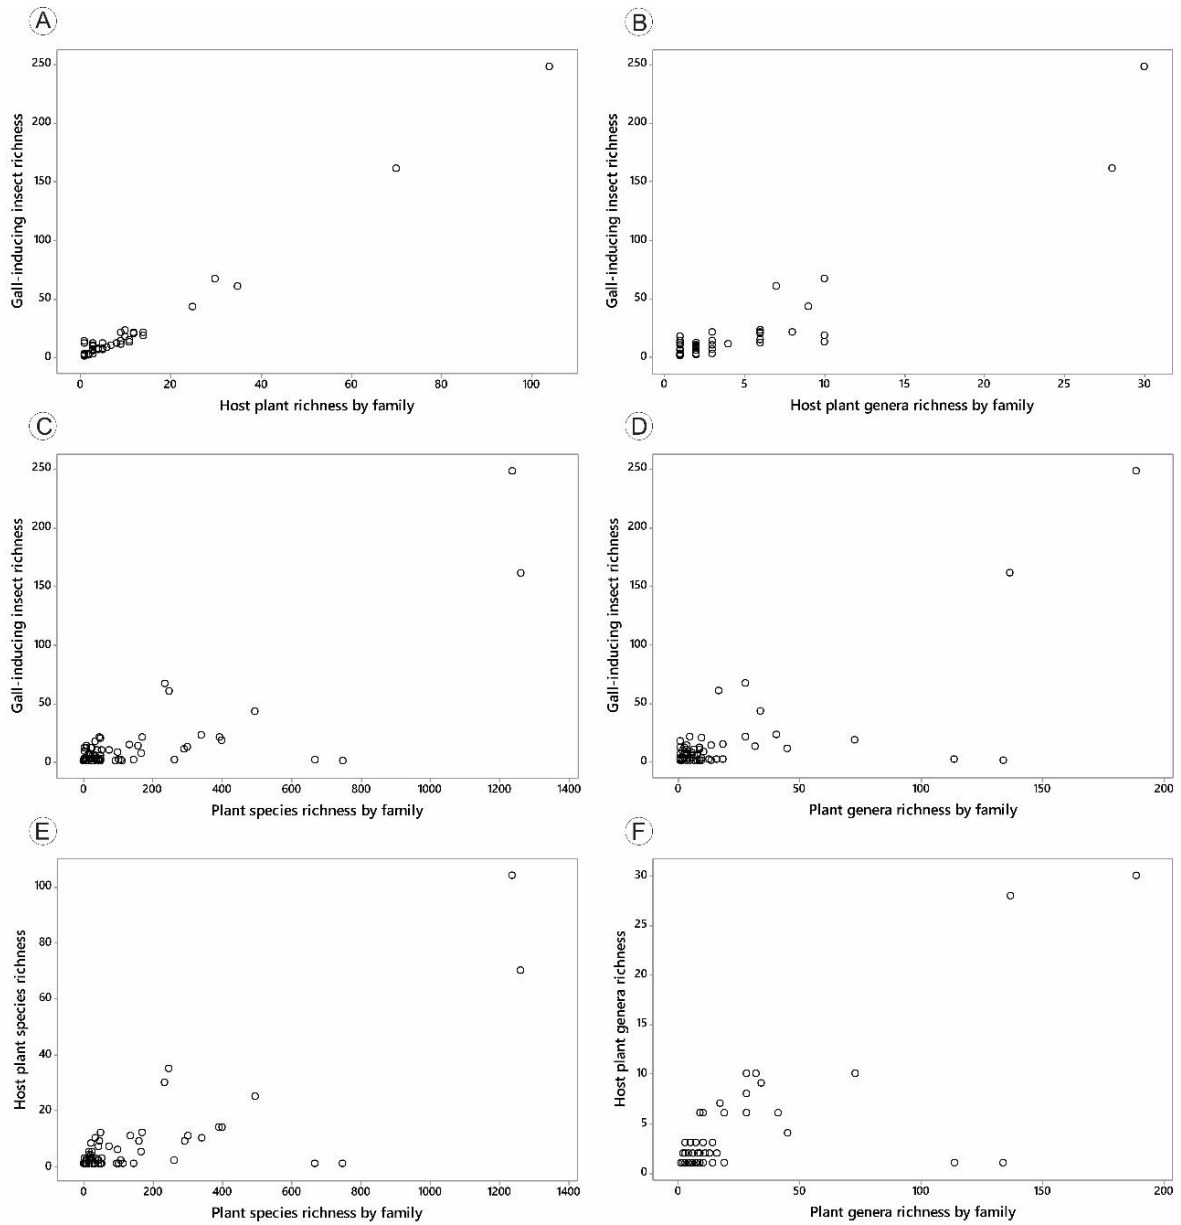 A
B
250
200
150
100
50
0
Gall-inducing insect richness
0 20 40 60 80 100
Host plant richness by family
250
200
150
100
50
0
Gall-inducing insect richness
0 5 10 15 20 25 30
Host plant genera richness by family
C
D
250
200
150
100
50
0
Gall-inducing insect richness
0 200 400 600 800 1000 1200 1400
Plant species richness by family
250
200
150
100
50
0
Gall-inducing insect richness
0 50 100 150 200
Plant genera richness by family
E
F
100
80
60
40
20
0
Host plant species richness
0 200 400 600 800 1000 1200 1400
Plant species richness by family
30
25
20
15
10
5
0
Host plant genera richness
0 50 100 150 200
Plant genera richness by family